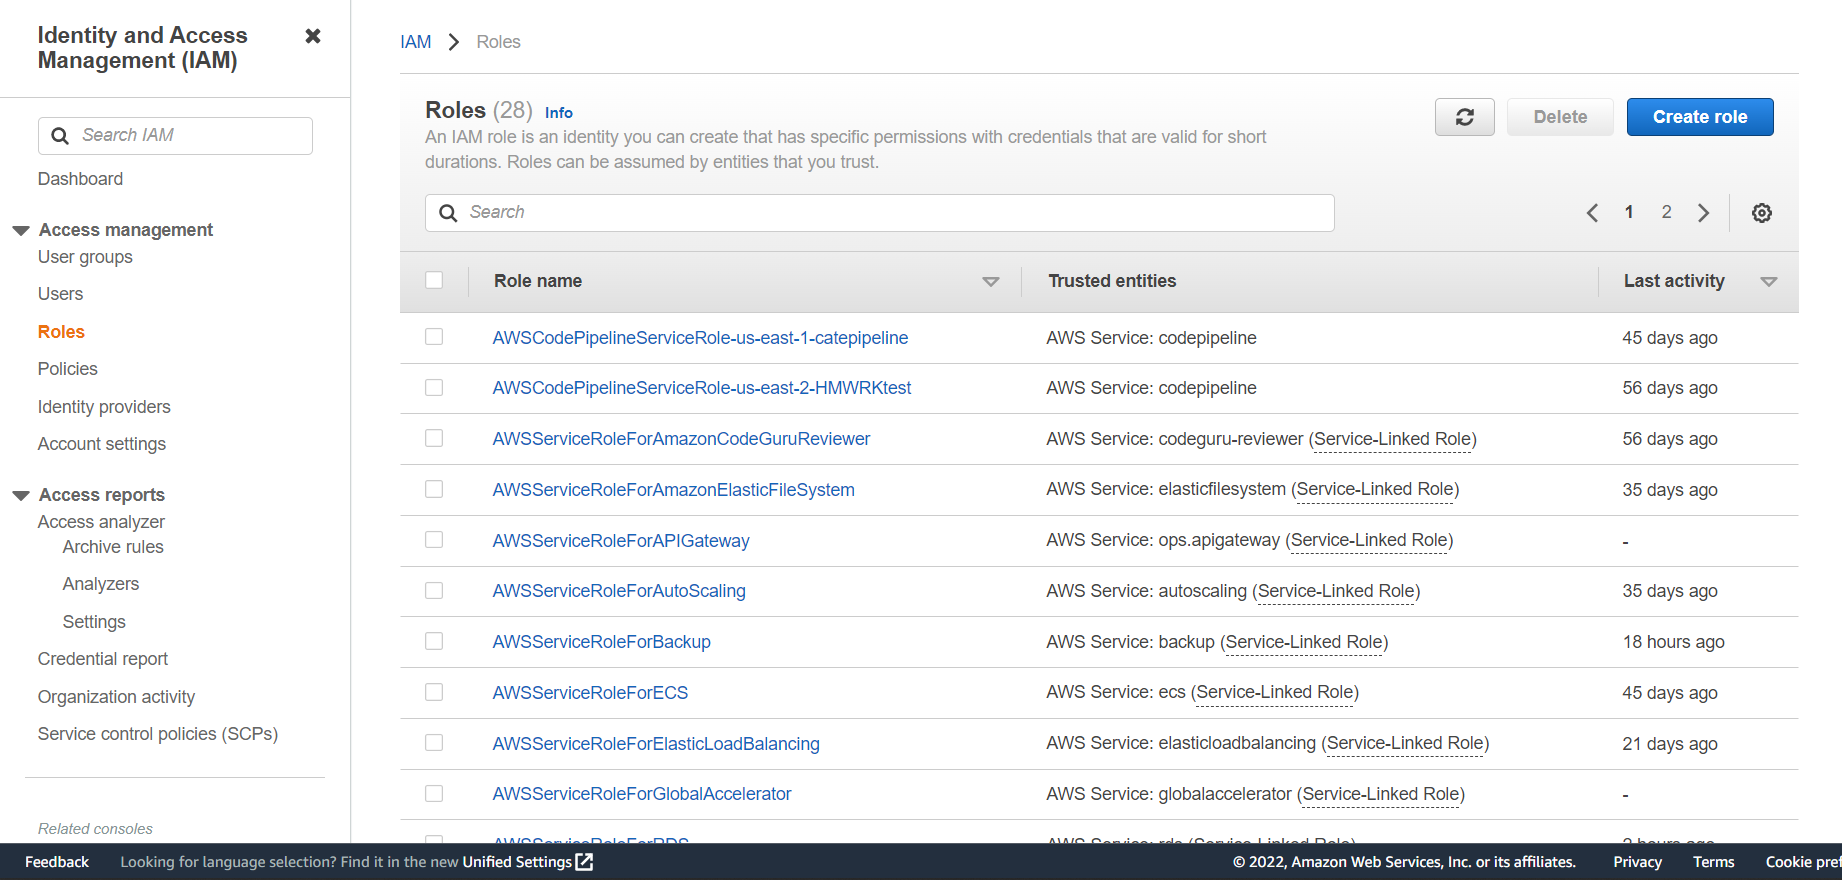 Identity and Access
Management (IAM)
Search IAM
Dashboard
Access management
User groups
Users
Roles
Policies
Identity providers
Account settings
Access reports
Access analyzer
Archive rules
Analyzers
Settings
Credential report
Organization activity
Service control policies (SCPs)
Related consoles
IAM > Roles
Roles (28) Info
An IAM role is an identity you can create that has specific permissions with credentials that are valid for short
durations. Roles can be assumed by entities that you trust.
Delete
Create role
Search
1 2
Role name Trusted entities Last activity
AWSCodePipelineServiceRole-us-east-1-catepipeline AWS Service: codepipeline 45 days ago
AWSCodePipelineServiceRole-us-east-2-HMWRKtest AWS Service: codepipeline 56 days ago
AWSServiceRoleForAmazonCodeGuruReviewer AWS Service: codeguru-reviewer (Service-Linked Role) 56 days ago
AWSServiceRoleForAmazonElasticFileSystem AWS Service: elasticfilesystem (Service-Linked Role) 35 days ago
AWSServiceRoleForAPIGateway AWS Service: ops.apigateway (Service-Linked Role) -
AWSServiceRoleForAutoScaling AWS Service: autoscaling (Service-Linked Role) 35 days ago
AWSServiceRoleForBackup AWS Service: backup (Service-Linked Role) 18 hours ago
AWSServiceRoleForECS AWS Service: ecs (Service-Linked Role) 45 days ago
AWSServiceRoleForElasticLoadBalancing AWS Service: elasticloadbalancing (Service-Linked Role) 21 days ago
AWSServiceRoleForGlobalAccelerator AWS Service: globalaccelerator (Service-Linked Role) -
AWSServiceRoleForRDS AWS Service: rds (Service-Linked Role) hours ago
Feedback Looking for language selection? Find it in the new Unified Settings © 2022, Amazon Web Services, Inc. or its affiliates. Privacy Terms Cookie pref